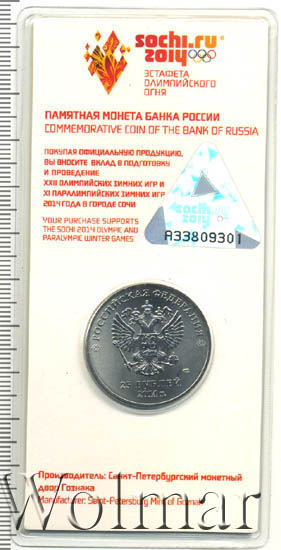 sochi.ru
2014
ЭСТАФЕТА
ОЛИМПИЙСКОГО
ОГНЯ
ПАМЯТНАЯ МОНЕТА БАНКА РОССИИ
COMMEMORATIVE COIN OF THE BANK OF RUSSIA
ПОКУПАЯ ОФИЦИАЛЬНУЮ ПРОДУКЦИЮ,
ВЫ ВНОСИТЕ ВКЛАД В ПОДГОТОВКУ
И ПРОВЕДЕНИЕ
XXII ОЛИМПИЙСКИХ ЗИМНИХ ИГР И
XI ПАРАЛИМПИЙСКИХ ЗИМНИХ ИГР
2014 ГОДА В ГОРОДЕ СОЧИ
YOUR PURCHASE SUPPORTS
THE SOCHI 2014 OLYMPIC AND
PARALYMPIC WINTER GAMES
sochi.ru
2014
A33809301
РОССИЙСКАЯ ФЕДЕРАЦИЯ
25 РУБЛЕЙ
Производитель: Санкт-Петербургский монетный
двор Гознака
Manufacturer: Saint-Petersburg Mint of Goznak
Wolmar